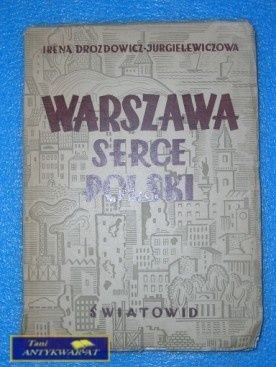 IRENA DROZDOWICZ-JURGIELEWICZOWA
WARSZAWA
SERCE
POLSKI
ŚWIATOWID
Tani
ANTYKWARIAT